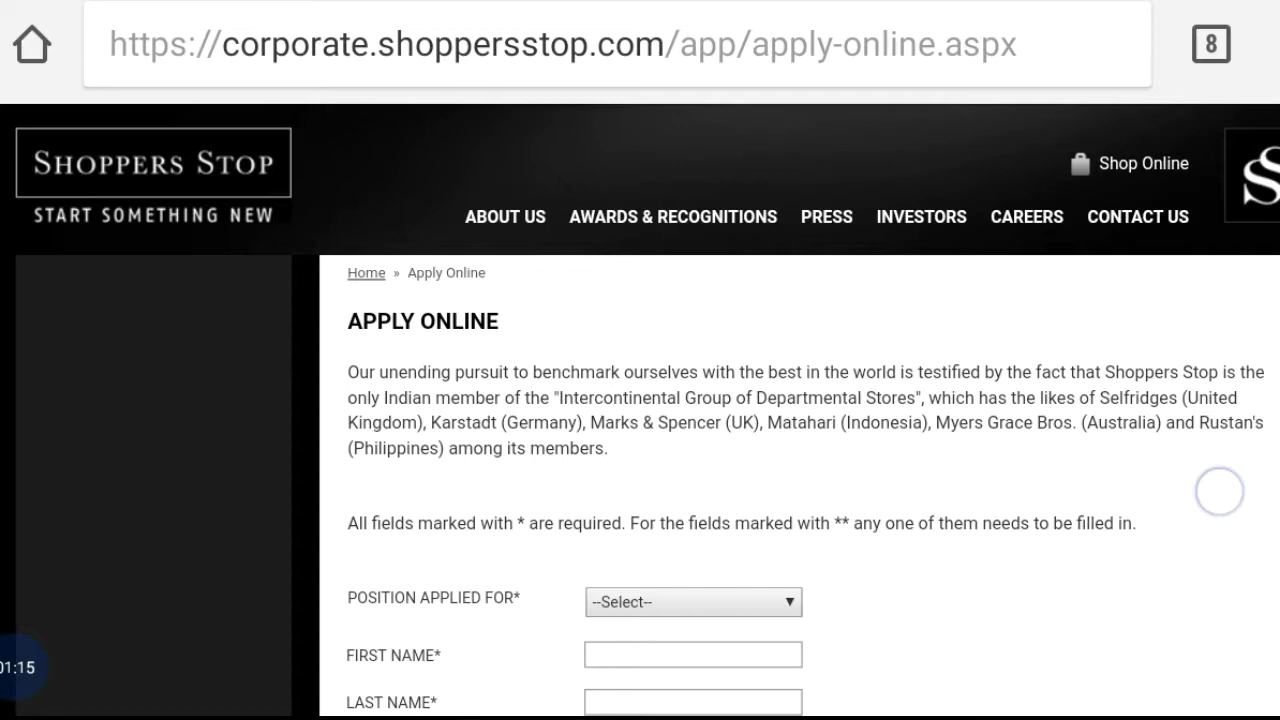 https://corporate.shoppersstop.com/app/apply-online.aspx
8
SHOPPERS STOP
START SOMETHING NEW
Shop Online
SS
ABOUT US AWARDS & RECOGNITIONS PRESS INVESTORS CAREERS CONTACT US
Home » Apply Online
APPLY ONLINE
Our unending pursuit to benchmark ourselves with the best in the world is testified by the fact that Shoppers Stop is the
only Indian member of the "Intercontinental Group of Departmental Stores", which has the likes of Selfridges (United
Kingdom), Karstadt (Germany), Marks & Spencer (UK), Matahari (Indonesia), Myers Grace Bros. (Australia) and Rustan's
(Philippines) among its members.
All fields marked with * are required. For the fields marked with ** any one of them needs to be filled in.
POSITION APPLIED FOR* --Select--
FIRST NAME*
01:15
LAST NAME*